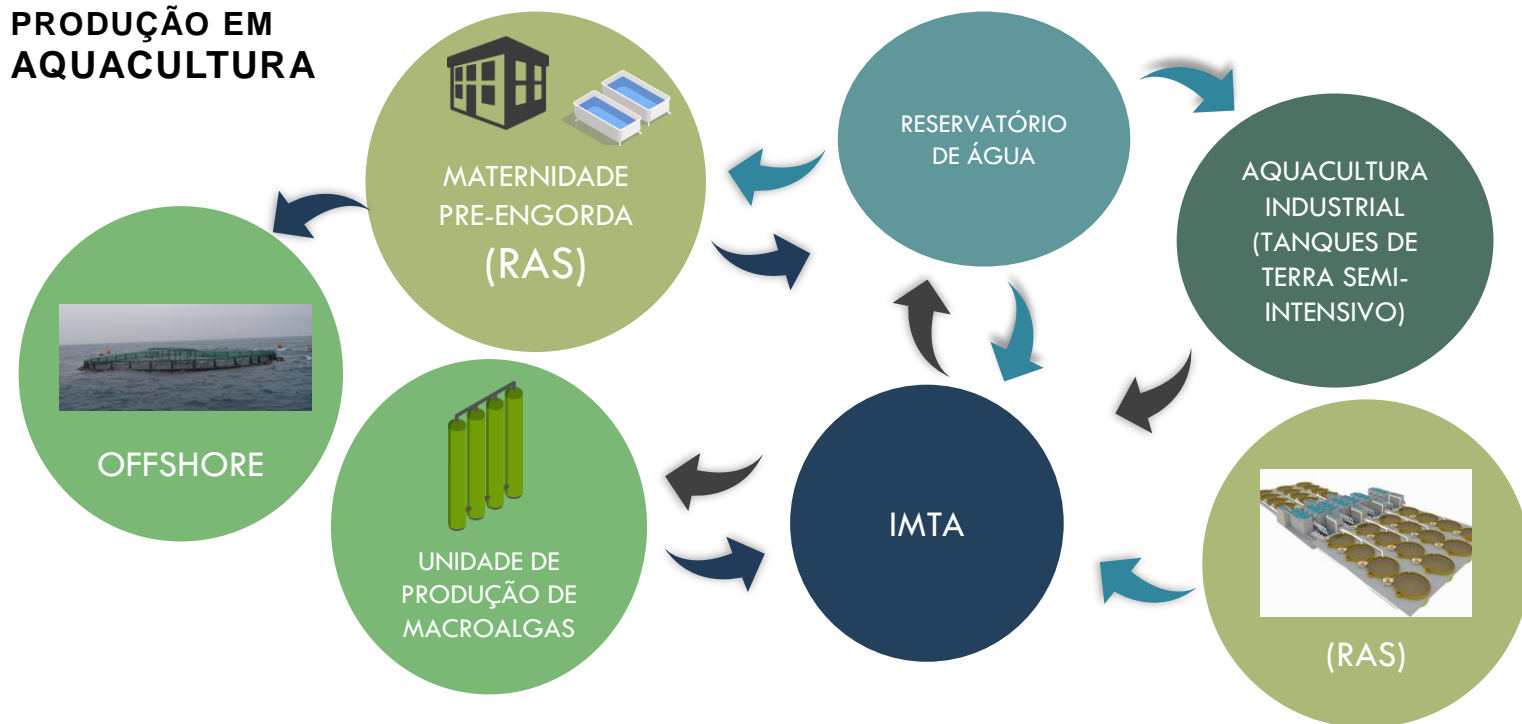 PRODUÇÃO EM
AQUACULTURA
MATERNIDADE
PRE-ENGORDA
(RAS)
RESERVATÓRIO
DE ÁGUA
AQUACULTURA
INDUSTRIAL
(TANQUES DE
TERRA SEMI-
INTENSIVO)
OFFSHORE
UNIDADE DE
PRODUÇÃO DE
MACROALGAS
IMTA
(RAS)